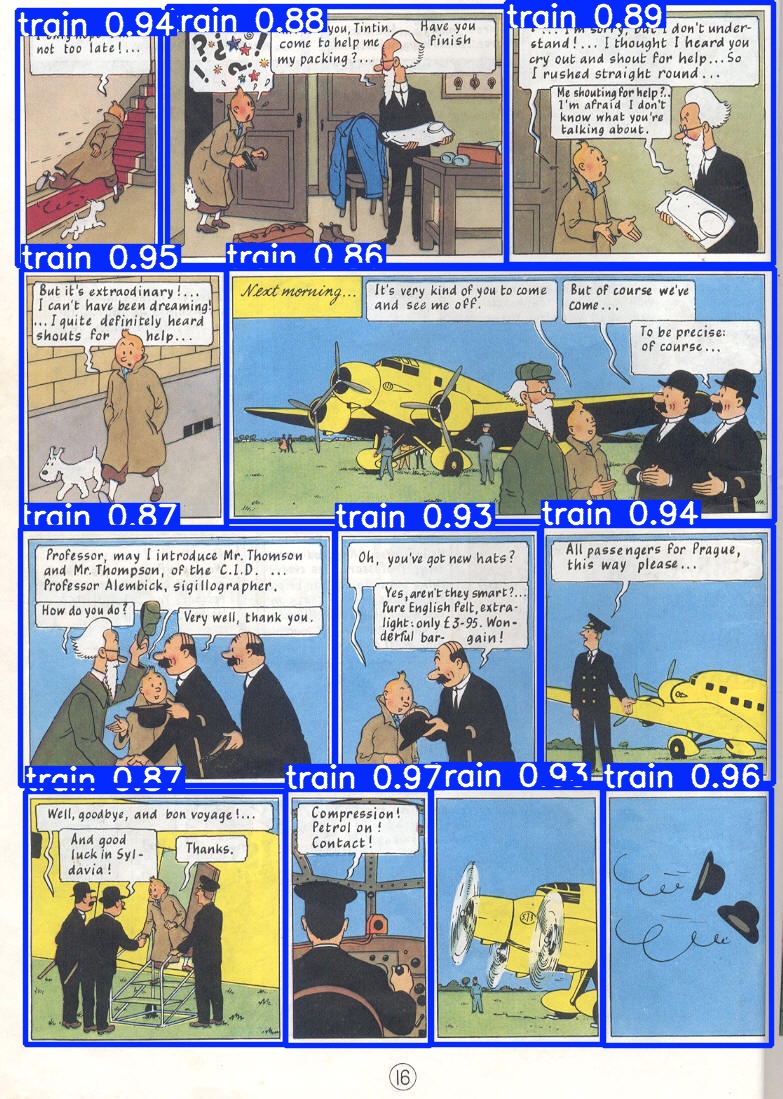 train 0.94
train 0.88
train 0.89
not too late!...
you, Tintin.
come to help me
my packing?...
Have you
finish
I'm sorry, but I don't under-
stand!... I thought I heard you
cry out and shout for help...So
I rushed straight round...
Me shouting for help?..
I'm afraid I don't
know what you're
talking about.
train 0.95
train 0.86
But it's extraordinary!...
I can't have been dreaming!
...I quite definitely heard
shouts for help...
Next morning...
It's very kind of you to come
and see me off.
But of course we've
come...
To be precise:
of course...
train 0.87
train 0.93
train 0.94
Professor, may I introduce Mr. Thomson
and Mr. Thompson, of the C.I.D. ...
Professor Alembick, sigillographer.
How do you do?
Very well, thank you.
Oh, you've got new hats?
Yes, aren't they smart?...
Pure English felt, extra-
light: only £3-95. Won-
derful bar- gain!
All passengers for Prague,
this way please...
train 0.87
train 0.97
rain 0.93
train 0.96
Well, goodbye, and bon voyage!...
And good
luck in Syl-
davia!
Thanks.
Compression!
Petrol on!
Contact!
16